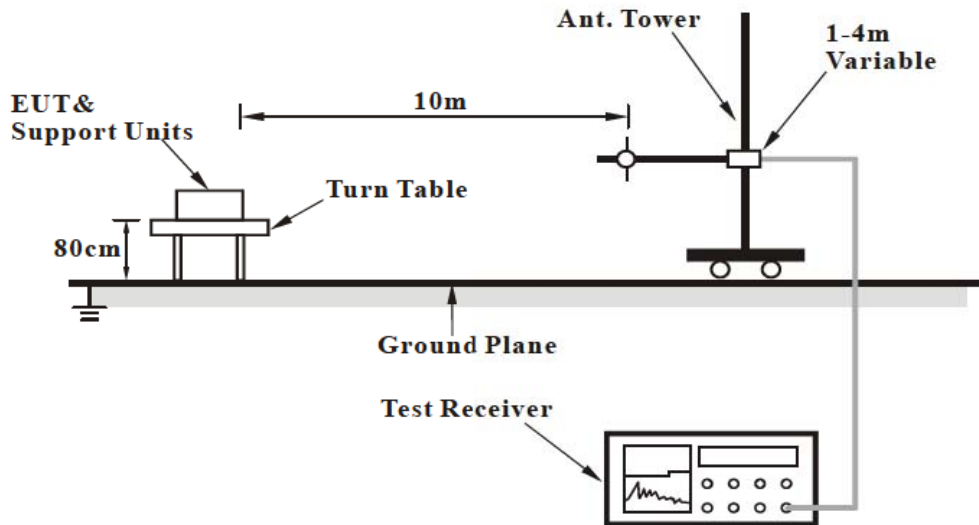 Ant. Tower
1-4m
Variable
10m
EUT&
Support Units
Turn Table
80cm
Ground Plane
Test Receiver